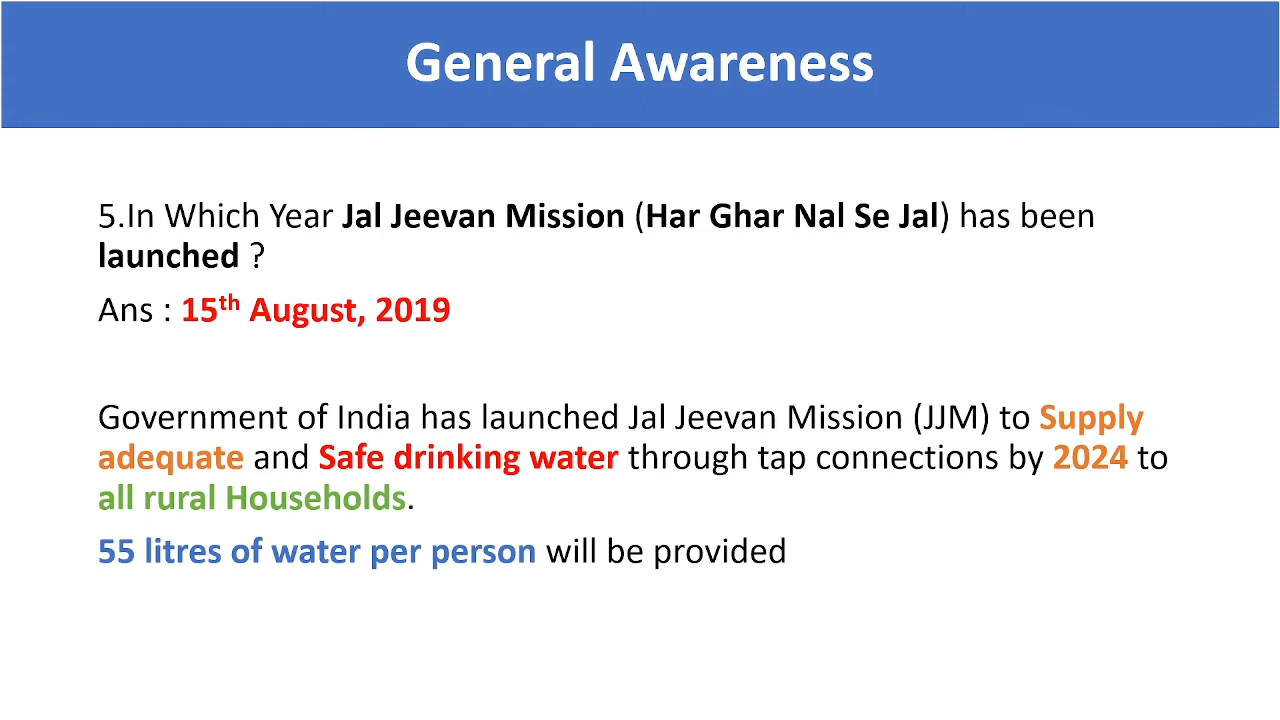 General Awareness
5.In Which Year Jal Jeevan Mission (Har Ghar Nal Se Jal) has been
launched ?
Ans : 15th August, 2019
Government of India has launched Jal Jeevan Mission (JJM) to Supply
adequate and Safe drinking water through tap connections by 2024 to
all rural Households.
55 litres of water per person will be provided